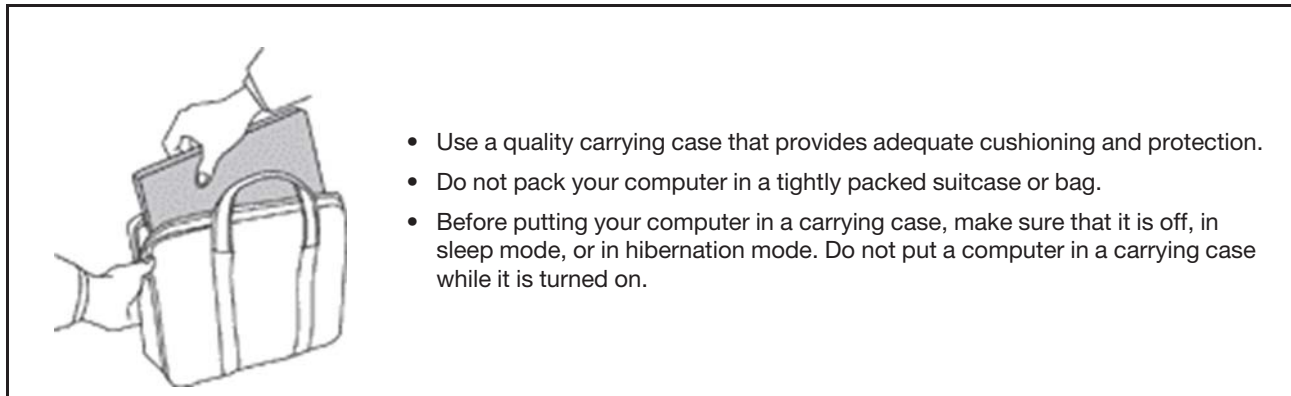 • Use a quality carrying case that provides adequate cushioning and protection.
• Do not pack your computer in a tightly packed suitcase or bag.
• Before putting your computer in a carrying case, make sure that it is off, in
sleep mode, or in hibernation mode. Do not put a computer in a carrying case
while it is turned on.